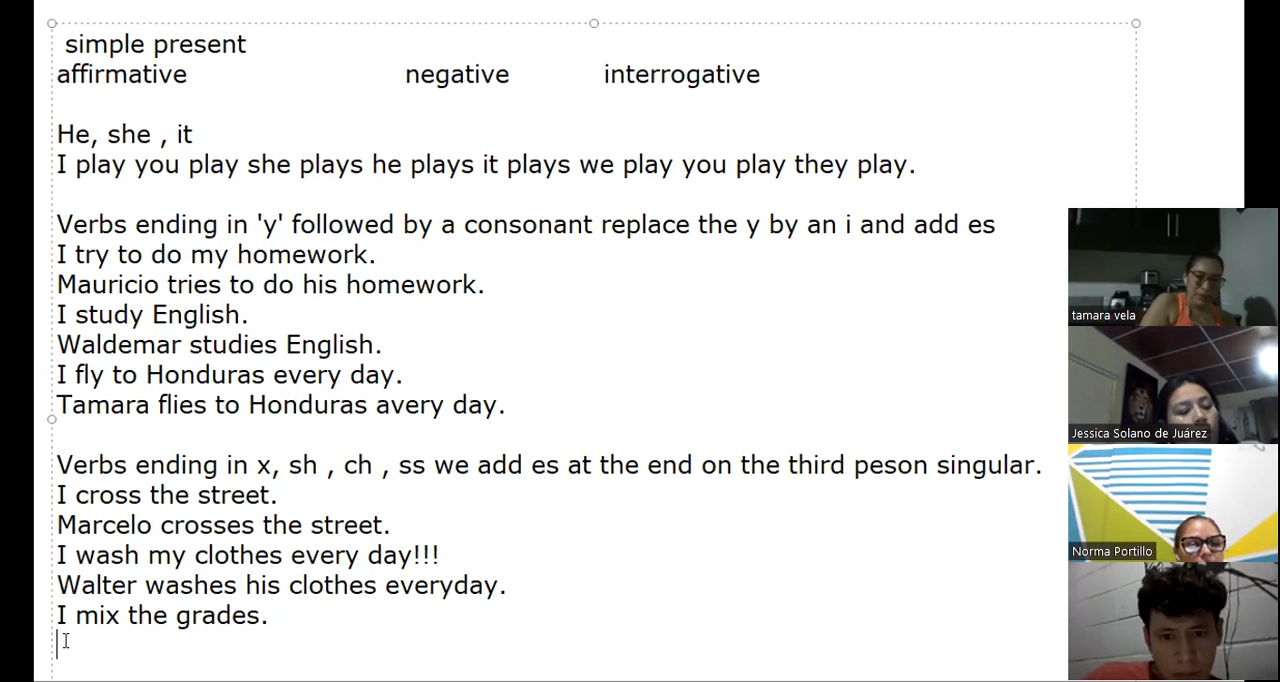 simple present
affirmative negative interrogative
He, she , it
I play you play she plays he plays it plays we play you play they play.
Verbs ending in 'y' followed by a consonant replace the y by an i and add es
I try to do my homework.
Mauricio tries to do his homework.
I study English.
Waldemar studies English.
I fly to Honduras every day.
Tamara flies to Honduras avery day.
Verbs ending in x, sh , ch , ss we add es at the end on the third peson singular.
I cross the street.
Marcelo crosses the street.
I wash my clothes every day!!!
Walter washes his clothes everyday.
I mix the grades.
tamara vela
Jessica Solano de Juárez
Norma Portillo